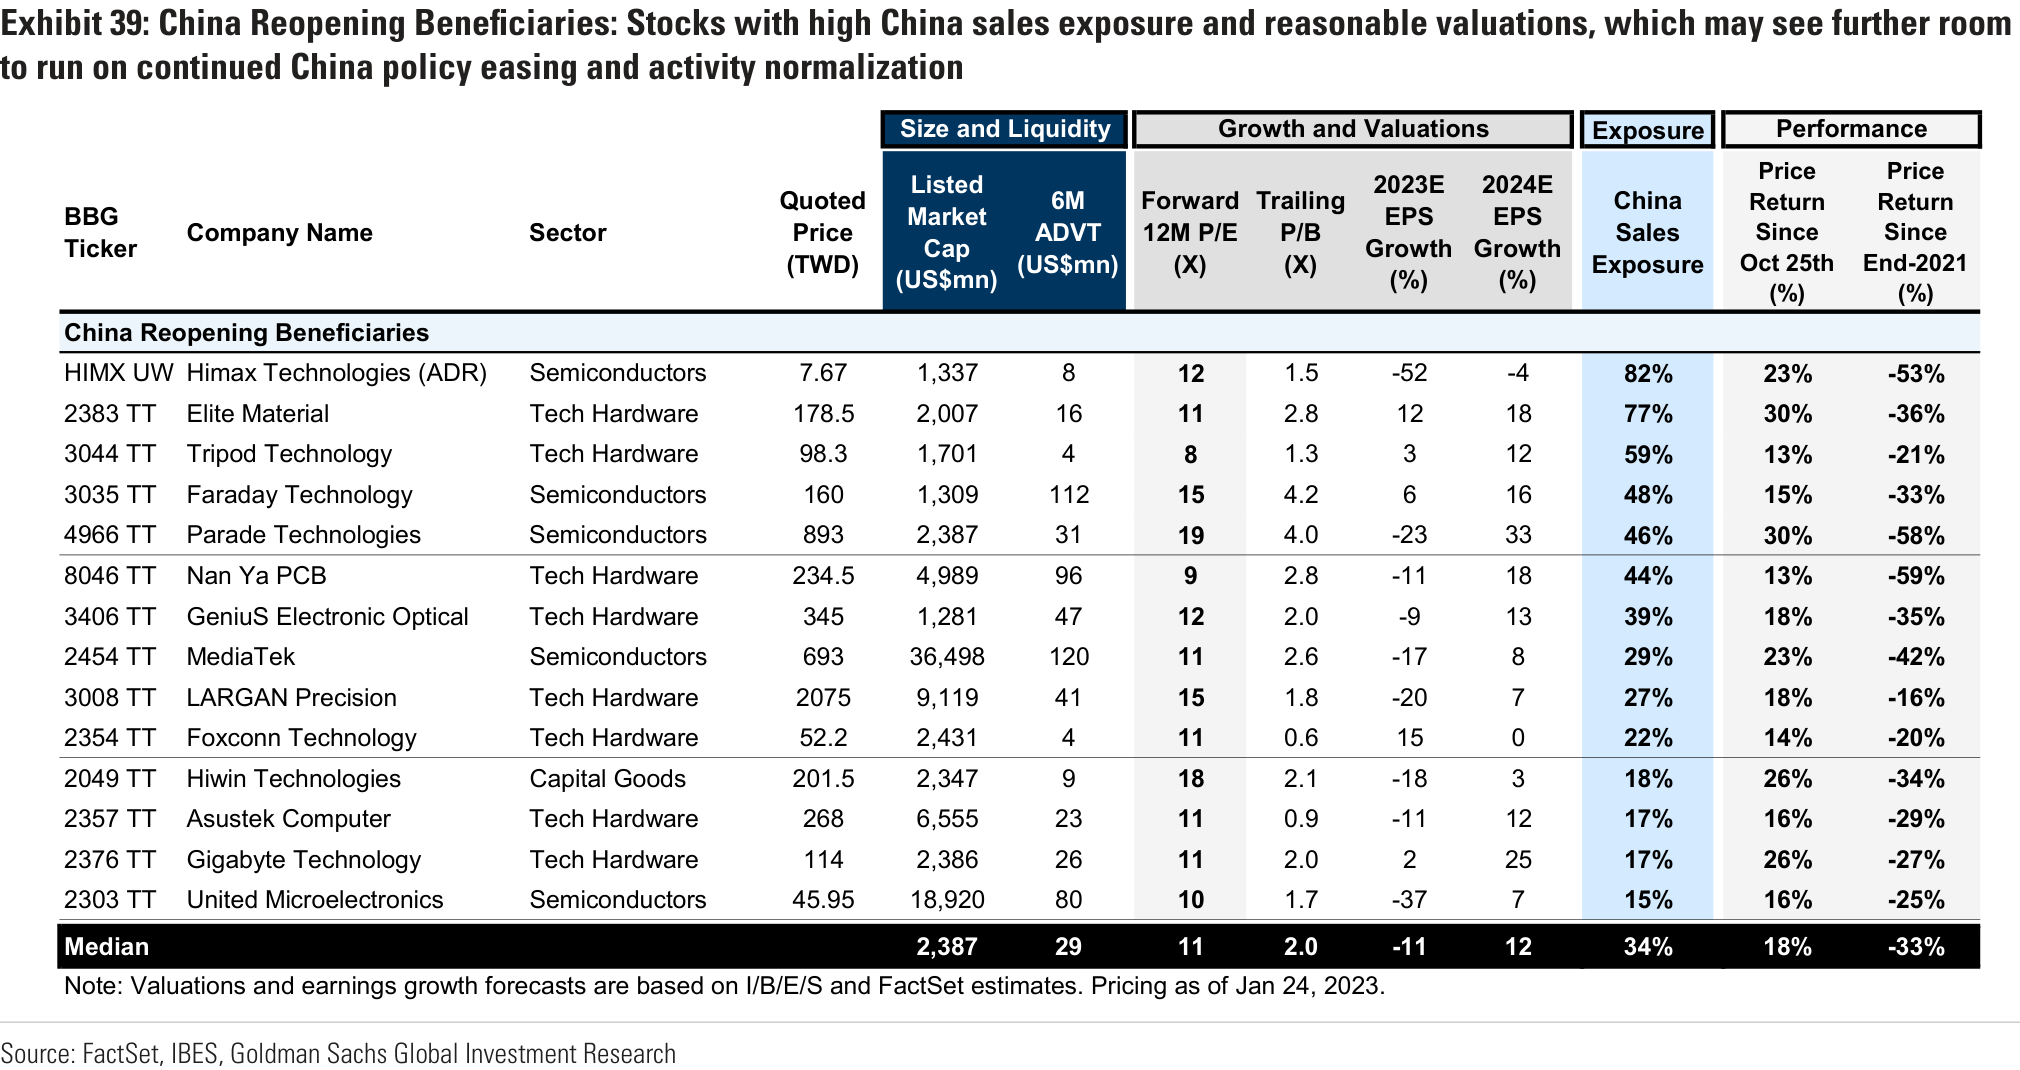 Exhibit 39: China Reopening Beneficiaries: Stocks with high China sales exposure and reasonable valuations, which may see further room
to run on continued China policy easing and activity normalization
Size and Liquidity Growth and Valuations Exposure Performance
BBG Ticker Company Name Sector Quoted Price (TWD) Listed Market Cap (US$mn) 6M ADVT (US$mn) Forward 12M P/E (X) Trailing P/B (X) 2023E EPS Growth (%) 2024E EPS Growth (%) China Sales Exposure Price Return Since Oct 25th (%) Price Return Since End-2021 (%)
China Reopening Beneficiaries
HIMX UW Himax Technologies (ADR) Semiconductors 7.67 1,337 8 12 1.5 -52 -4 82% 23% -53%
2383 TT Elite Material Tech Hardware 178.5 2,007 16 11 2.8 12 18 77% 30% -36%
3044 TT Tripod Technology Tech Hardware 98.3 1,701 4 8 1.3 3 12 59% 13% -21%
3035 TT Faraday Technology Semiconductors 160 1,309 112 15 4.2 6 16 48% 15% -33%
4966 TT Parade Technologies Semiconductors 893 2,387 31 19 4.0 -23 33 46% 30% -58%
8046 TT Nan Ya PCB Tech Hardware 234.5 4,989 96 9 2.8 -11 18 44% 13% -59%
3406 TT GeniuS Electronic Optical Tech Hardware 345 1,281 47 12 2.0 -9 13 39% 18% -35%
2454 TT MediaTek Semiconductors 693 36,498 120 11 2.6 -17 8 29% 23% -42%
3008 TT LARGAN Precision Tech Hardware 2075 9,119 41 15 1.8 -20 7 27% 18% -16%
2354 TT Foxconn Technology Tech Hardware 52.2 2,431 4 11 0.6 15 0 22% 14% -20%
2049 TT Hiwin Technologies Capital Goods 201.5 2,347 9 18 2.1 -18 3 18% 26% -34%
2357 TT Asustek Computer Tech Hardware 268 6,555 23 11 0.9 -11 12 17% 16% -29%
2376 TT Gigabyte Technology Tech Hardware 114 2,386 26 11 2.0 2 25 17% 26% -27%
2303 TT United Microelectronics Semiconductors 45.95 18,920 80 10 1.7 -37 7 15% 16% -25%
Median 2,387 29 11 2.0 -11 12 34% 18% -33%
Note: Valuations and earnings growth forecasts are based on I/B/E/S and FactSet estimates. Pricing as of Jan 24, 2023.
Source: FactSet, IBES, Goldman Sachs Global Investment Research